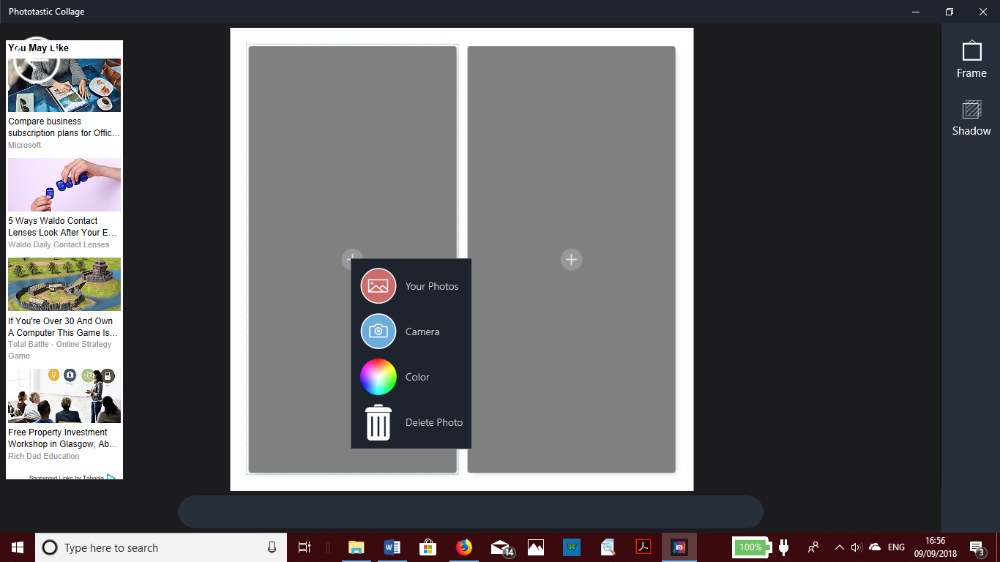 Phototastic Collage
You May Like
Compare business
subscription plans for Offic...
Microsoft
5 Ways Waldo Contact
Lenses Look After Your E...
Waldo Daily Contact Lenses
If You're Over 30 And Own
A Computer This Game Is...
Total Battle - Online Strategy
Game
Free Property Investment
Workshop in Glasgow, Ab...
Rich Dad Education
Sponsored Links by Taboola
Your Photos
Camera
Color
Delete Photo
Frame
Shadow
Type here to search
14
100%
ENG
16:56
09/09/2018
3